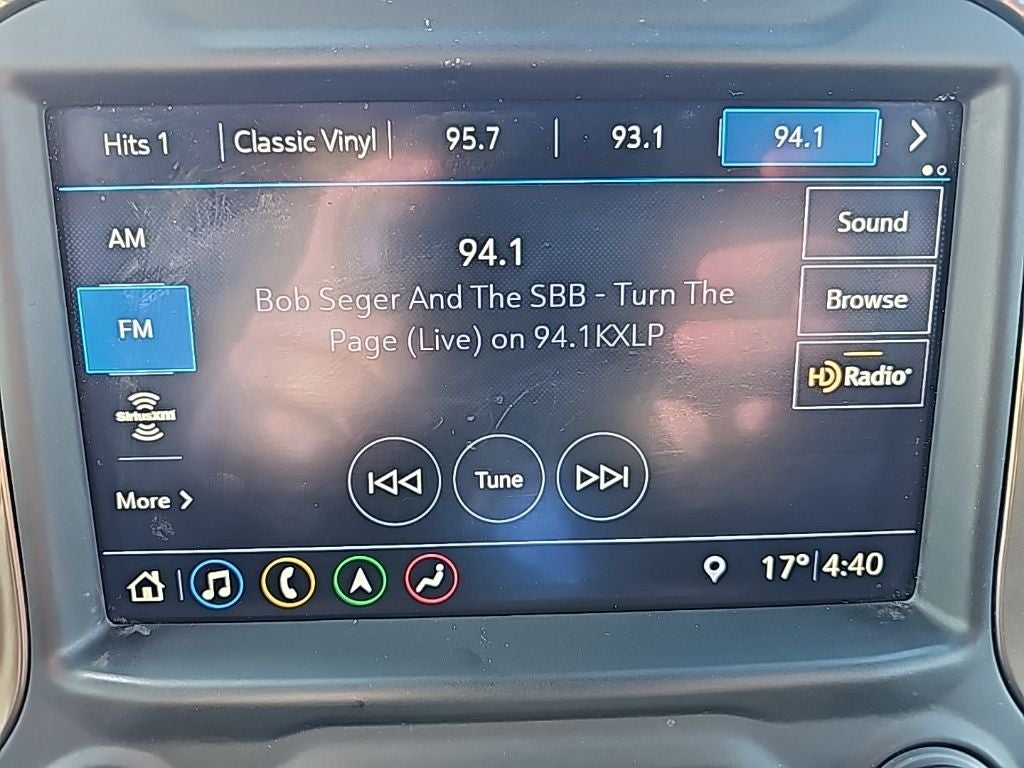 Hits 1 Classic Vinyl 95.7 93.1 94.1
AM
94.1
Sound
Bob Seger And The SBB - Turn The
Page (Live) on 94.1KXLP
FM
Browse
HD Radio
SiriusXM
Tune
More
17° 4:40